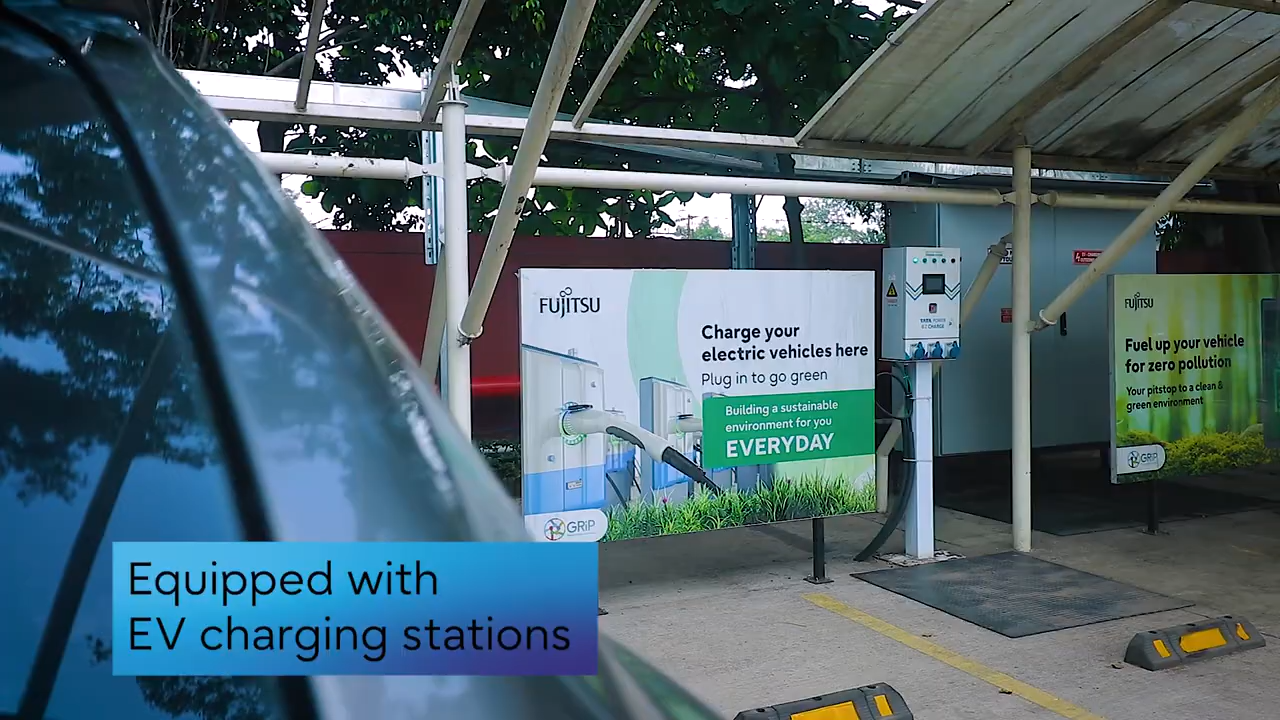 FUJITSU
Charge your
electric vehicles here
Plug in to go green
Building a sustainable
environment for you
EVERYDAY
GRiP
TATA POWER
EZ CHARGE
FUJITSU
Fuel up your vehicle
for zero pollution
Your pitstop to a clean &
green environment
GRiP
Equipped with
EV charging stations